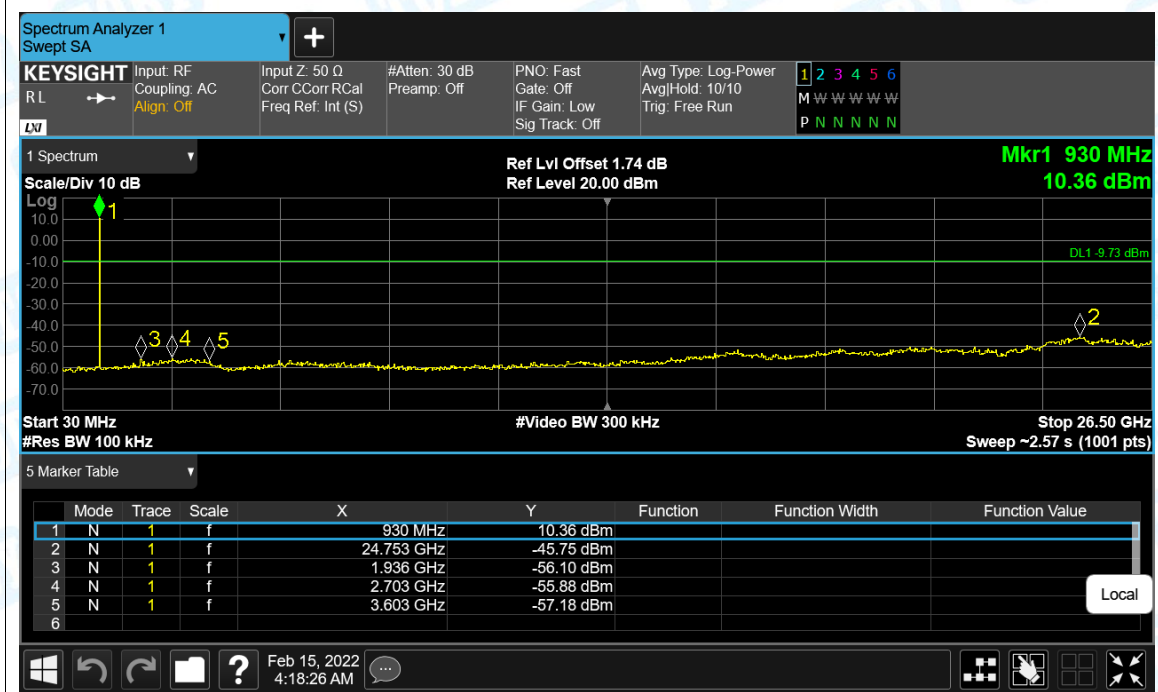 Spectrum Analyzer 1
Swept SA
+
KEYSIGHT Input: RF Input Z: 50 Ω #Atten: 30 dB PNO: Fast Avg Type: Log-Power 1 2 3 4 5 6
R L Coupling: AC Corr CCorr RCal Preamp: Off Gate: Off Avg|Hold: 10/10 M W W W W W W
Align: Off Freq Ref: Int (S) IF Gain: Low Trig: Free Run
LXI Sig Track: Off P N N N N N
1 Spectrum Ref Lvl Offset 1.74 dB Mkr1 930 MHz
Scale/Div 10 dB Ref Level 20.00 dBm 10.36 dBm
Log
1
10.0
0.00
DL1 -9.73 dBm
-10.0
-20.0
-30.0
2
-40.0
3 4 5
-50.0
-60.0
-70.0
Start 30 MHz #Video BW 300 kHz Stop 26.50 GHz
#Res BW 100 kHz Sweep ~2.57 s (1001 pts)
5 Marker Table
Mode Trace Scale X Y Function Function Width Function Value
1 N 1 f 930 MHz 10.36 dBm
2 N 1 f 24.753 GHz -45.75 dBm
3 N 1 f 1.936 GHz -56.10 dBm
4 N 1 f 2.703 GHz -55.88 dBm
5 N 1 f 3.603 GHz -57.18 dBm
6
Local
? Feb 15, 2022
4:18:26 AM